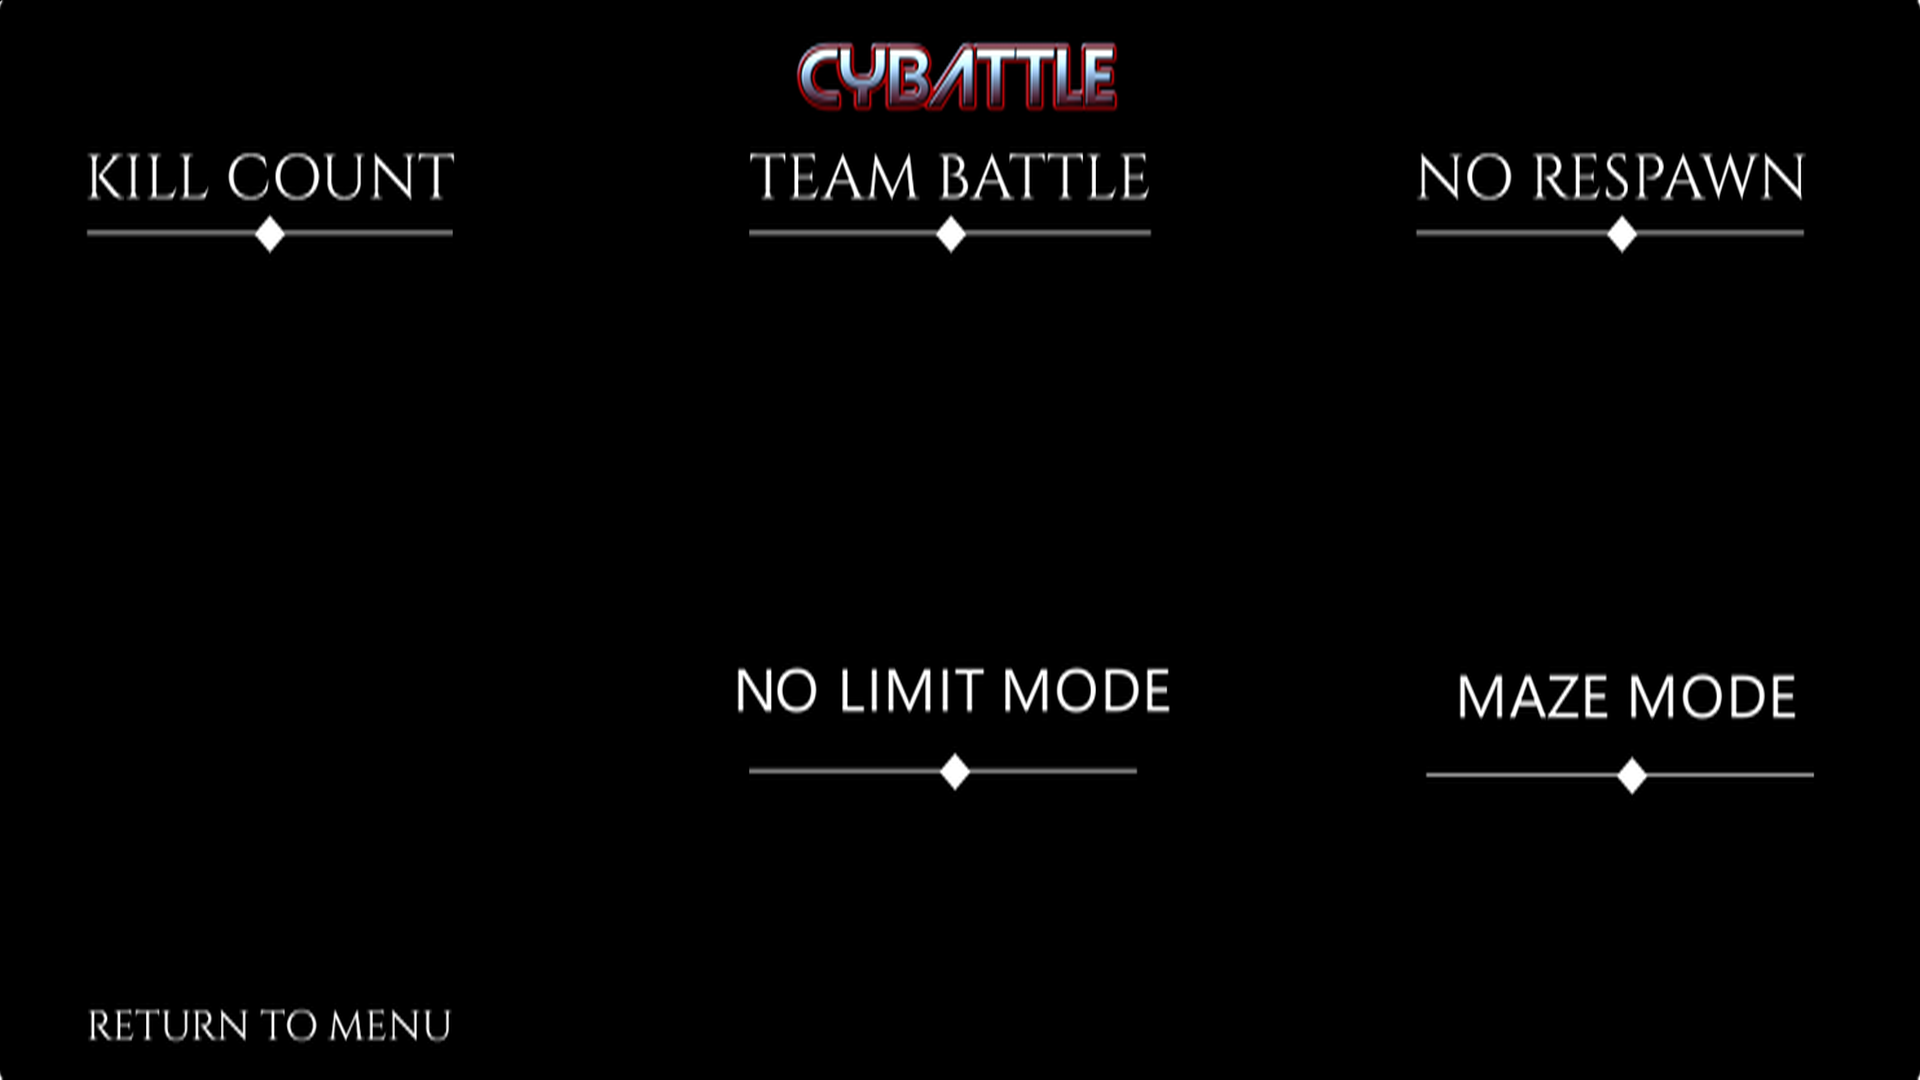 CYBATTLE
KILL COUNT
TEAM BATTLE
NO RESPAWN
NO LIMIT MODE
MAZE MODE
RETURN TO MENU